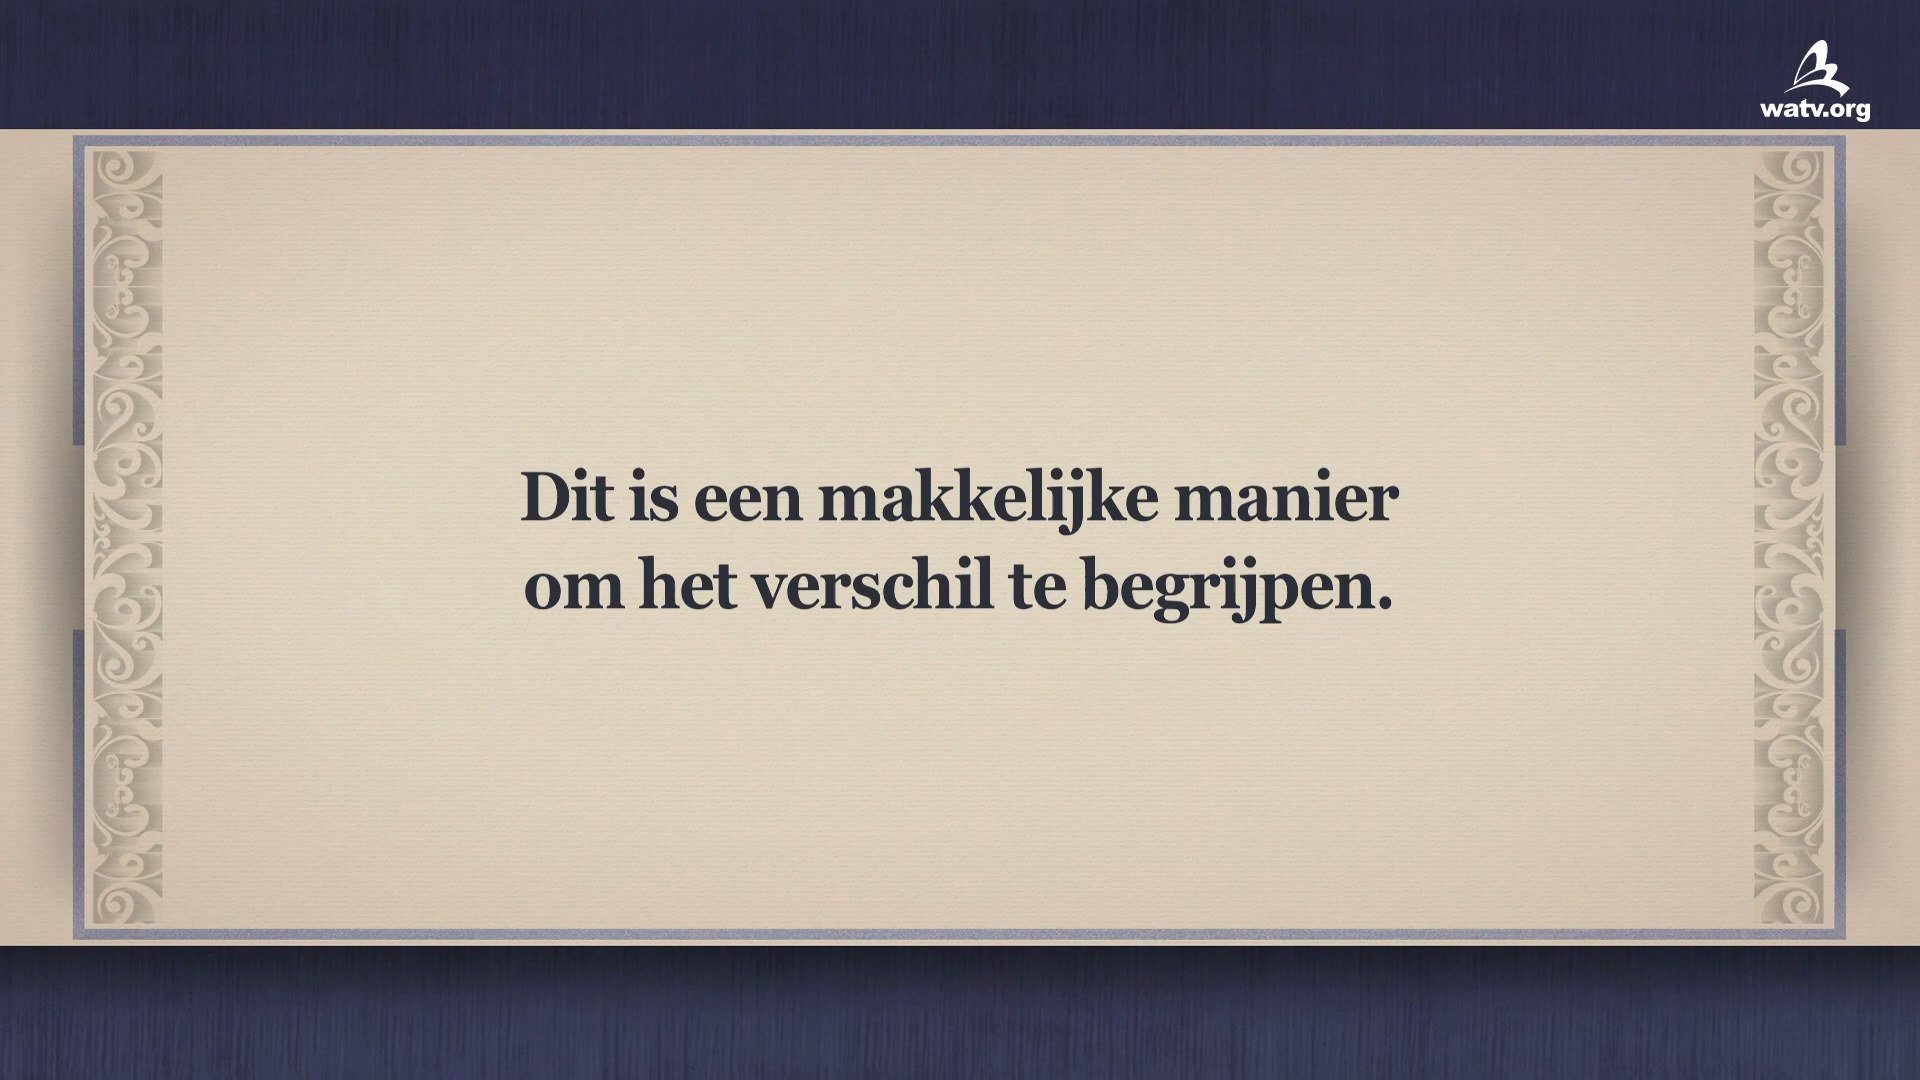 watv.org
Dit is een makkelijke manier
om het verschil te begrijpen.